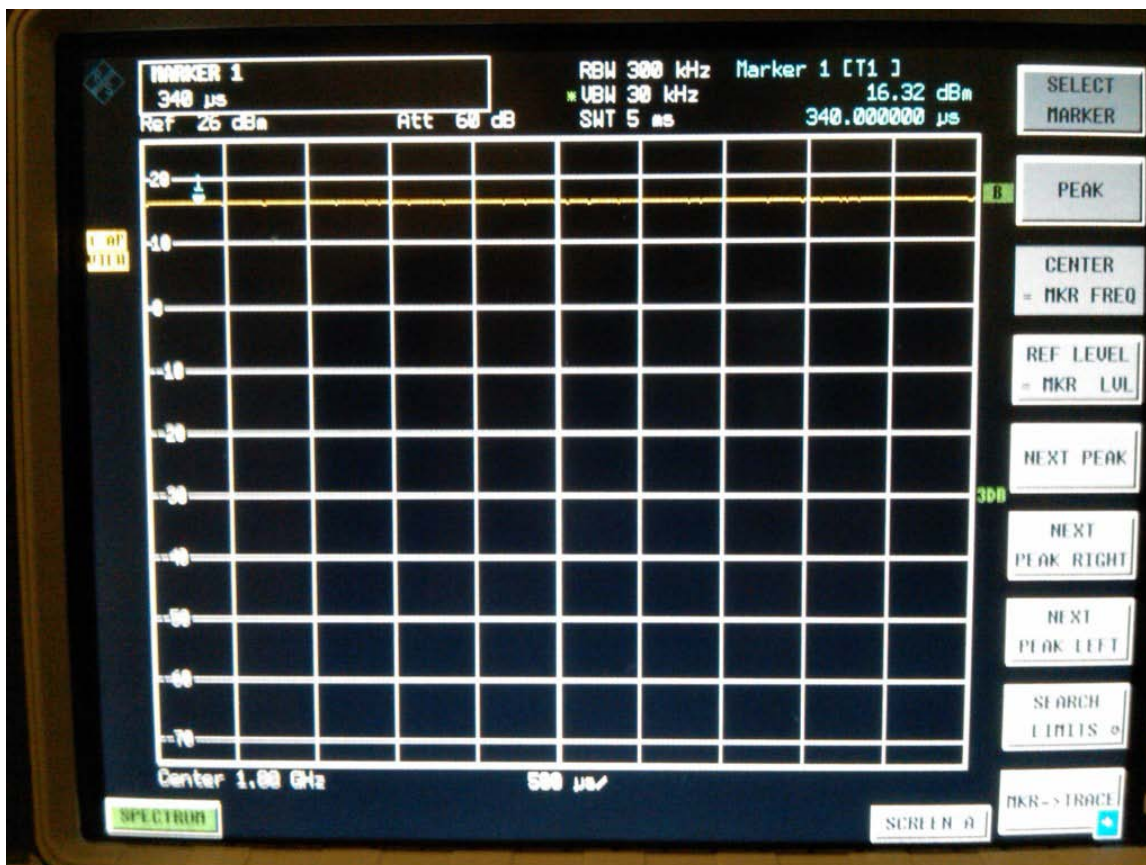 MARKER 1
340 µs
RBW 300 kHz
Marker 1 [T1 ]
*VBW 30 kHz
16.32 dBm
Ref 26 dBm
Att 60 dB
SWT 5 ms
340.000000 µs
20
1
B
10
0
-10
-20
-30
3DB
-40
-50
-60
-70
Center 1.00 GHz
500 µs/
SPECTRUM
SCREEN A
SELECT
MARKER
PEAK
CENTER
= MKR FREQ
REF LEVEL
= MKR LVL
NEXT PEAK
NEXT
PEAK RIGHT
NEXT
PEAK LEFT
SEARCH
LIMITS
MKR->TRACE